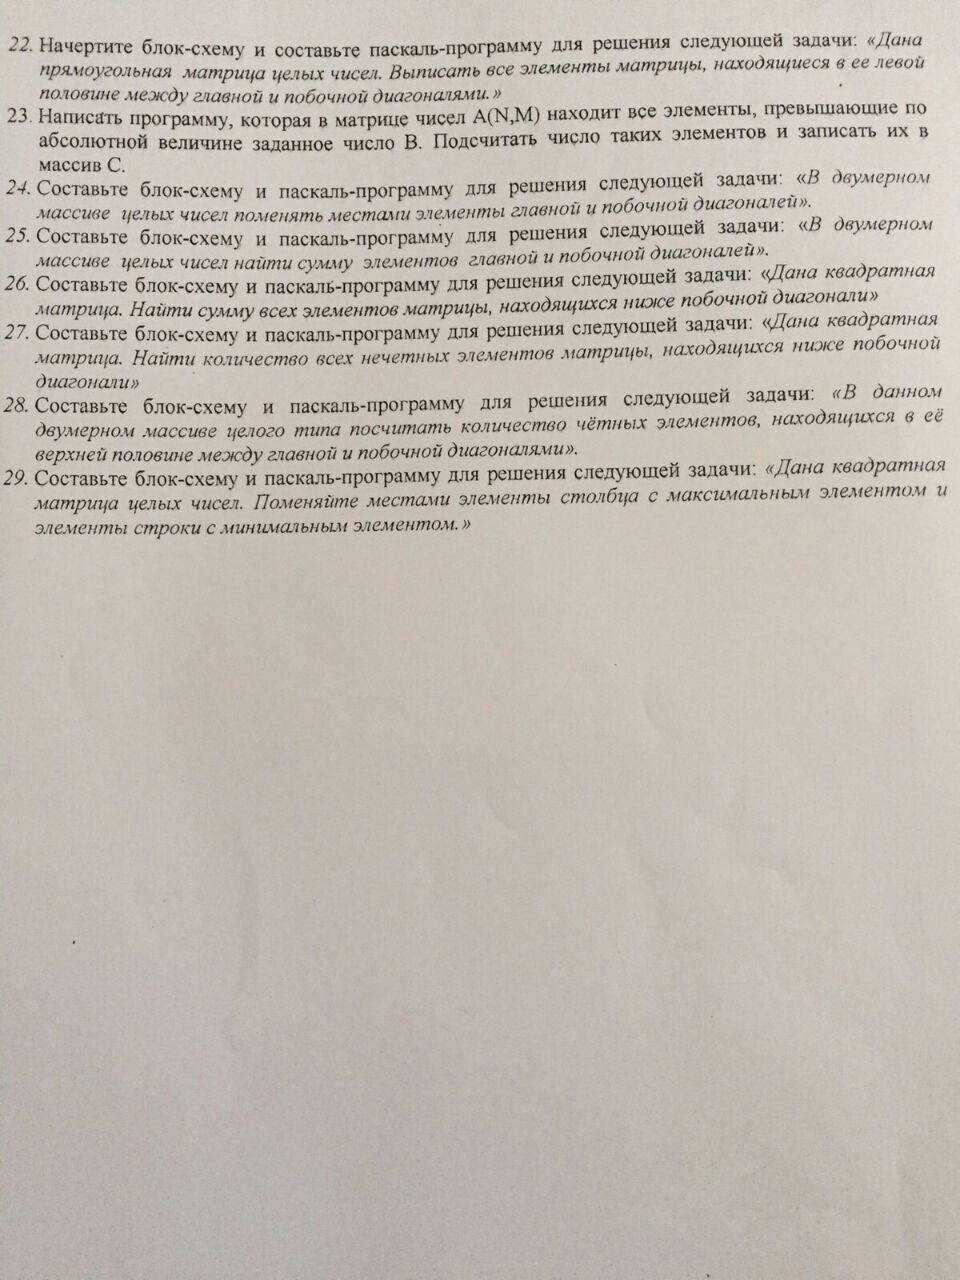 22. Начертите блок-схему и составьте паскаль-программу для решения следующей задачи: «Дана
прямоугольная матрица целых чисел. Выписать все элементы матрицы, находящиеся в ее левой
половине между главной и побочной диагоналями.»
23. Написать программу, которая в матрице чисел A(N,M) находит все элементы, превышающие по
абсолютной величине заданное число B. Подсчитать число таких элементов и записать их в
массив C.
24. Составьте блок-схему и паскаль-программу для решения следующей задачи: «В двумерном
массиве целых чисел поменять местами элементы главной и побочной диагоналей».
25. Составьте блок-схему и паскаль-программу для решения следующей задачи: «В двумерном
массиве целых чисел найти сумму элементов главной и побочной диагоналей».
26. Составьте блок-схему и паскаль-программу для решения следующей задачи: «Дана квадратная
матрица. Найти сумму всех элементов матрицы, находящихся ниже побочной диагонали»
27. Составьте блок-схему и паскаль-программу для решения следующей задачи: «Дана квадратная
матрица. Найти количество всех нечетных элементов матрицы, находящихся ниже побочной
диагонали»
28. Составьте блок-схему и паскаль-программу для решения следующей задачи: «В данном
двумерном массиве целого типа посчитать количество чётных элементов, находящихся в её
верхней половине между главной и побочной диагоналями».
29. Составьте блок-схему и паскаль-программу для решения следующей задачи: «Дана квадратная
матрица целых чисел. Поменяйте местами элементы столбца с максимальным элементом и
элементы строки с минимальным элементом.»